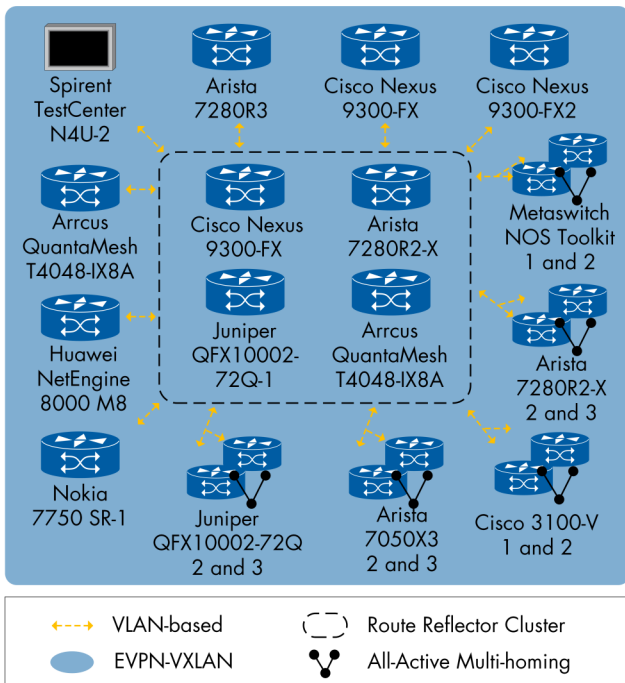 Spirent
TestCenter
N4U-2
Arista
7280R3
Cisco Nexus
9300-FX
Cisco Nexus
9300-FX2
Arrcus
QuantaMesh
T4048-IX8A
Cisco Nexus
9300-FX
Arista
7280R2-X
Metaswitch
NOS Toolkit
1 and 2
Huawei
NetEngine
8000 M8
Juniper
QFX10002-
72Q-1
Arrcus
QuantaMesh
T4048-IX8A
Arista
7280R2-X
2 and 3
Nokia
7750 SR-1
Juniper
QFX10002-72Q
2 and 3
Arista
7050X3
2 and 3
Cisco 3100-V
1 and 2
VLAN-based
Route Reflector Cluster
EVPN-VXLAN
All-Active Multi-homing